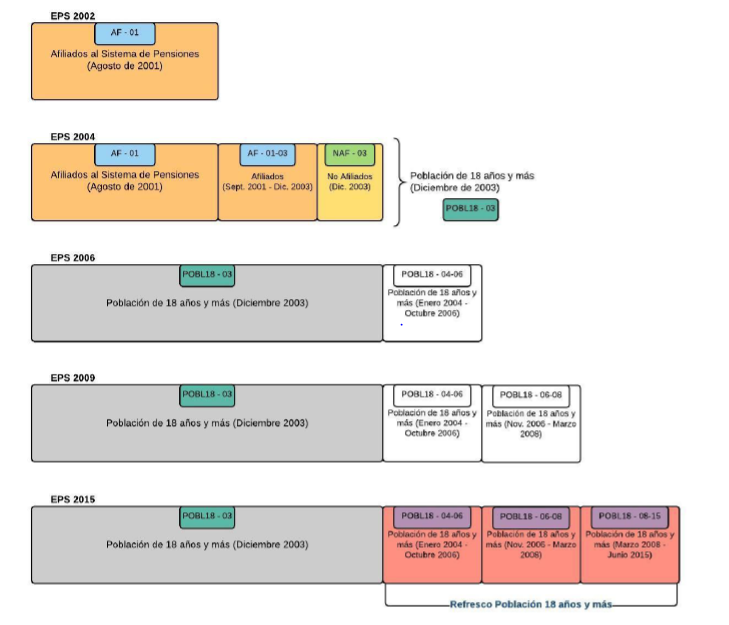 EPS 2002
AF - 01
Afiliados al Sistema de Pensiones
(Agosto de 2001)
EPS 2004
AF - 01
Afiliados al Sistema de Pensiones
(Agosto de 2001)
AF - 01-03
Afiliados
(Sept. 2001 - Dic. 2003)
NAF - 03
No Afiliados
(Dic. 2003)
Población de 18 años y más
(Diciembre de 2003)
POBL18 - 03
EPS 2006
POBL18 - 03
Población de 18 años y más (Diciembre 2003)
POBL18 - 04-06
Población de 18 años y
más (Enero 2004 -
Octubre 2006)
EPS 2009
POBL18 - 03
Población de 18 años y más (Diciembre 2003)
POBL18 - 04-06
Población de 18 años y
más (Enero 2004 -
Octubre 2006)
POBL18 - 06-08
Población de 18 años y
más (Nov. 2006 - Marzo
2008)
EPS 2015
POBL18 - 03
Población de 18 años y más (Diciembre 2003)
POBL18 - 04-06
Población de 18 años y
más (Enero 2004 -
Octubre 2006)
POBL18 - 06-08
Población de 18 años y
más (Nov. 2006 - Marzo
2008)
POBL18 - 08-15
Población de 18 años y
más (Marzo 2008 -
Junio 2015)
Refresco Población 18 años y más